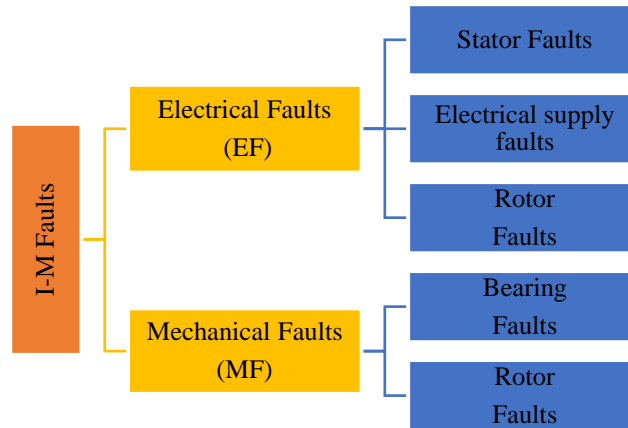 I-M Faults
Electrical Faults
(EF)
Stator Faults
Electrical supply
faults
Rotor
Faults
Mechanical Faults
(MF)
Bearing
Faults
Rotor
Faults